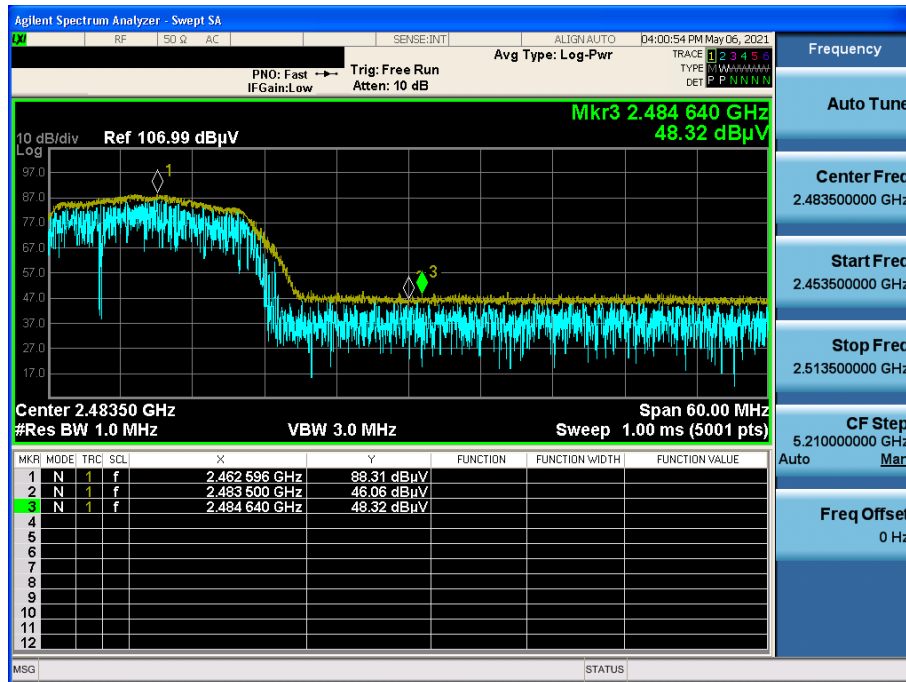 Agilent Spectrum Analyzer - Swept SA
LXI RF 50 Ω AC SENSE:INT ALIGN AUTO 04:00:54 PM May 06, 2021
Frequency
Avg Type: Log-Pwr
TRACE 1 2 3 4 5 6
PNO: Fast Trig: Free Run
TYPE M W W W W W
IFGain:Low Atten: 10 dB
DET P P N N N N
Auto Tune
Mkr3 2.484 640 GHz
48.32 dBµV
10 dB/div Ref 106.99 dBµV
Log
97.0
87.0
77.0
67.0
57.0
47.0
37.0
27.0
17.0
1
3
Center Freq
2.483500000 GHz
Start Freq
2.453500000 GHz
Stop Freq
2.513500000 GHz
Center 2.48350 GHz Span 60.00 MHz
#Res BW 1.0 MHz VBW 3.0 MHz Sweep 1.00 ms (5001 pts)
CF Step
5.210000000 GHz
Auto Man
MKR MODE TRC SCL X Y FUNCTION FUNCTION WIDTH FUNCTION VALUE
1 N 1 f 2.462 596 GHz 88.31 dBµV
2 N 1 f 2.483 500 GHz 46.06 dBµV
3 N 1 f 2.484 640 GHz 48.32 dBµV
4
5
6
7
8
9
10
11
12
Freq Offset
0 Hz
MSG STATUS